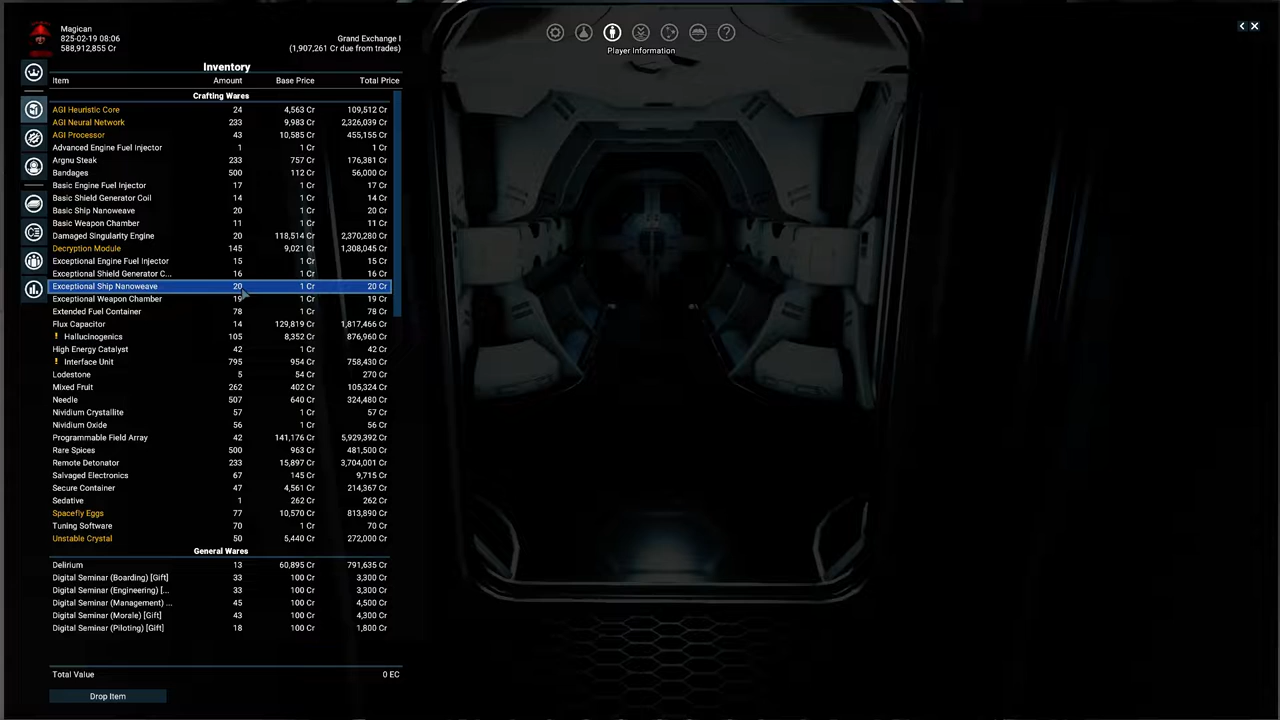 Magican
825-02-19 08:06
588,912,855 Cr
Grand Exchange I
(1,907,261 Cr due from trades)
Player Information
Inventory
Item Amount Base Price Total Price
Crafting Wares
AGI Heuristic Core 24 4,563 Cr 109,512 Cr
AGI Neural Network 233 9,983 Cr 2,326,039 Cr
AGI Processor 43 10,585 Cr 455,155 Cr
Advanced Engine Fuel Injector 1 1 Cr 1 Cr
Argnu Steak 233 757 Cr 176,381 Cr
Bandages 500 112 Cr 56,000 Cr
Basic Engine Fuel Injector 17 1 Cr 17 Cr
Basic Shield Generator Coil 14 1 Cr 14 Cr
Basic Ship Nanoweave 20 1 Cr 20 Cr
Basic Weapon Chamber 11 1 Cr 11 Cr
Damaged Singularity Engine 20 118,514 Cr 2,370,280 Cr
Decryption Module 145 9,021 Cr 1,308,045 Cr
Exceptional Engine Fuel Injector 15 1 Cr 15 Cr
Exceptional Shield Generator C... 16 1 Cr 16 Cr
Exceptional Ship Nanoweave 20 1 Cr 20 Cr
Exceptional Weapon Chamber 19 1 Cr 19 Cr
Extended Fuel Container 78 1 Cr 78 Cr
Flux Capacitor 14 129,819 Cr 1,817,466 Cr
! Hallucinogenics 105 8,352 Cr 876,960 Cr
High Energy Catalyst 42 1 Cr 42 Cr
! Interface Unit 795 954 Cr 758,430 Cr
Lodestone 5 54 Cr 270 Cr
Mixed Fruit 262 402 Cr 105,324 Cr
Needle 507 640 Cr 324,480 Cr
Nividium Crystallite 57 1 Cr 57 Cr
Nividium Oxide 56 1 Cr 56 Cr
Programmable Field Array 42 141,176 Cr 5,929,392 Cr
Rare Spices 500 963 Cr 481,500 Cr
Remote Detonator 233 15,897 Cr 3,704,001 Cr
Salvaged Electronics 67 145 Cr 9,715 Cr
Secure Container 47 4,561 Cr 214,367 Cr
Sedative 1 262 Cr 262 Cr
Spacefly Eggs 77 10,570 Cr 813,890 Cr
Tuning Software 70 1 Cr 70 Cr
Unstable Crystal 50 5,440 Cr 272,000 Cr
General Wares
Delirium 13 60,895 Cr 791,635 Cr
Digital Seminar (Boarding) [Gift] 33 100 Cr 3,300 Cr
Digital Seminar (Engineering) [... 33 100 Cr 3,300 Cr
Digital Seminar (Management) ... 45 100 Cr 4,500 Cr
Digital Seminar (Morale) [Gift] 43 100 Cr 4,300 Cr
Digital Seminar (Piloting) [Gift] 18 100 Cr 1,800 Cr
Total Value 0 EC
Drop Item